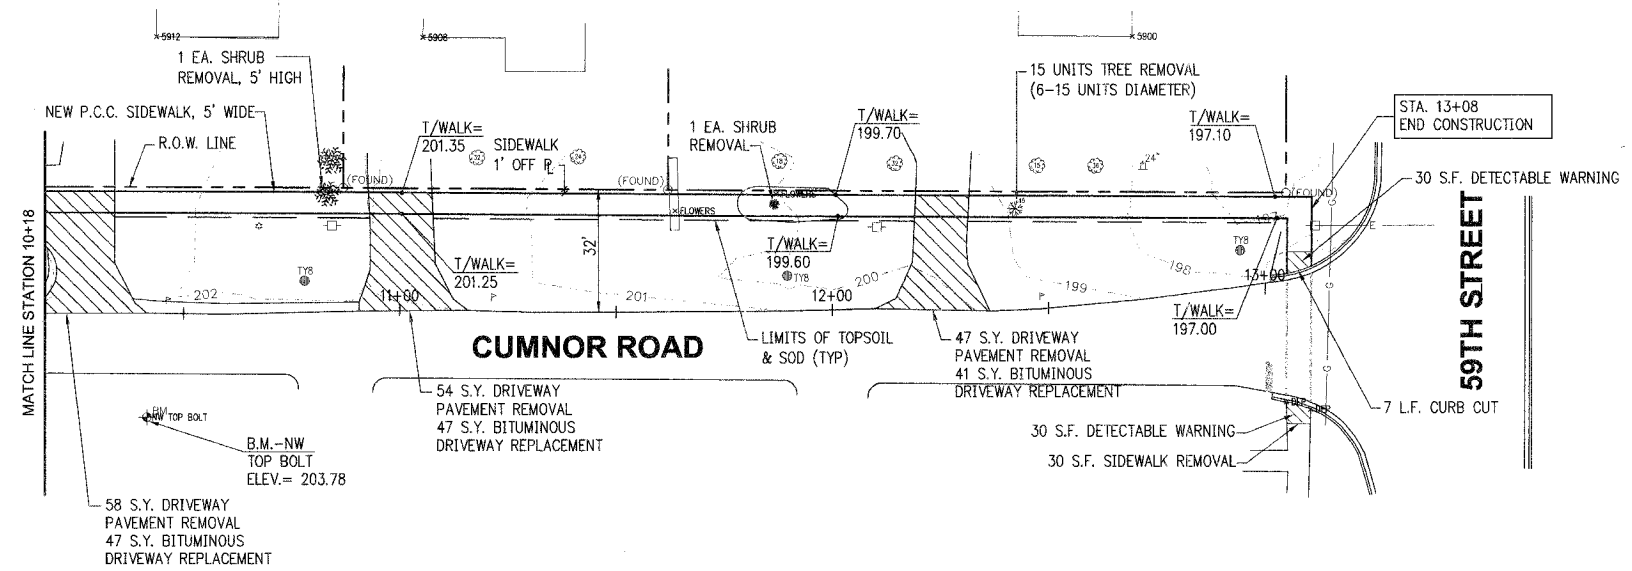 5912
5908
5900
1 EA. SHRUB
REMOVAL, 5' HIGH
NEW P.C.C. SIDEWALK, 5' WIDE
R.O.W. LINE
T/WALK=
201.35
SIDEWALK
1' OFF
(FOUND)
(FOUND)
1 EA. SHRUB
REMOVAL
T/WALK=
199.70
15 UNITS TREE REMOVAL
(6-15 UNITS DIAMETER)
T/WALK=
197.10
STA. 13+08
END CONSTRUCTION
24"
(FOUND)
30 S.F. DETECTABLE WARNING
FLOWERS
FLOWERS
T/WALK=
199.60
T/WALK=
201.25
32'
TY8
TY8
TY8
197
198
199
200
201
202
11+00
12+00
13+00
P
P
P
G
E
G
G
T/WALK=
197.00
MATCH LINE STATION 10+18
CUMNOR ROAD
59TH STREET
LIMITS OF TOPSOIL
& SOD (TYP)
47 S.Y. DRIVEWAY
PAVEMENT REMOVAL
41 S.Y. BITUMINOUS
DRIVEWAY REPLACEMENT
54 S.Y. DRIVEWAY
PAVEMENT REMOVAL
47 S.Y. BITUMINOUS
DRIVEWAY REPLACEMENT
7 L.F. CURB CUT
DEP
DEP
30 S.F. DETECTABLE WARNING
30 S.F. SIDEWALK REMOVAL
BM
NW TOP BOLT
B.M.-NW
TOP BOLT
ELEV.= 203.78
58 S.Y. DRIVEWAY
PAVEMENT REMOVAL
47 S.Y. BITUMINOUS
DRIVEWAY REPLACEMENT